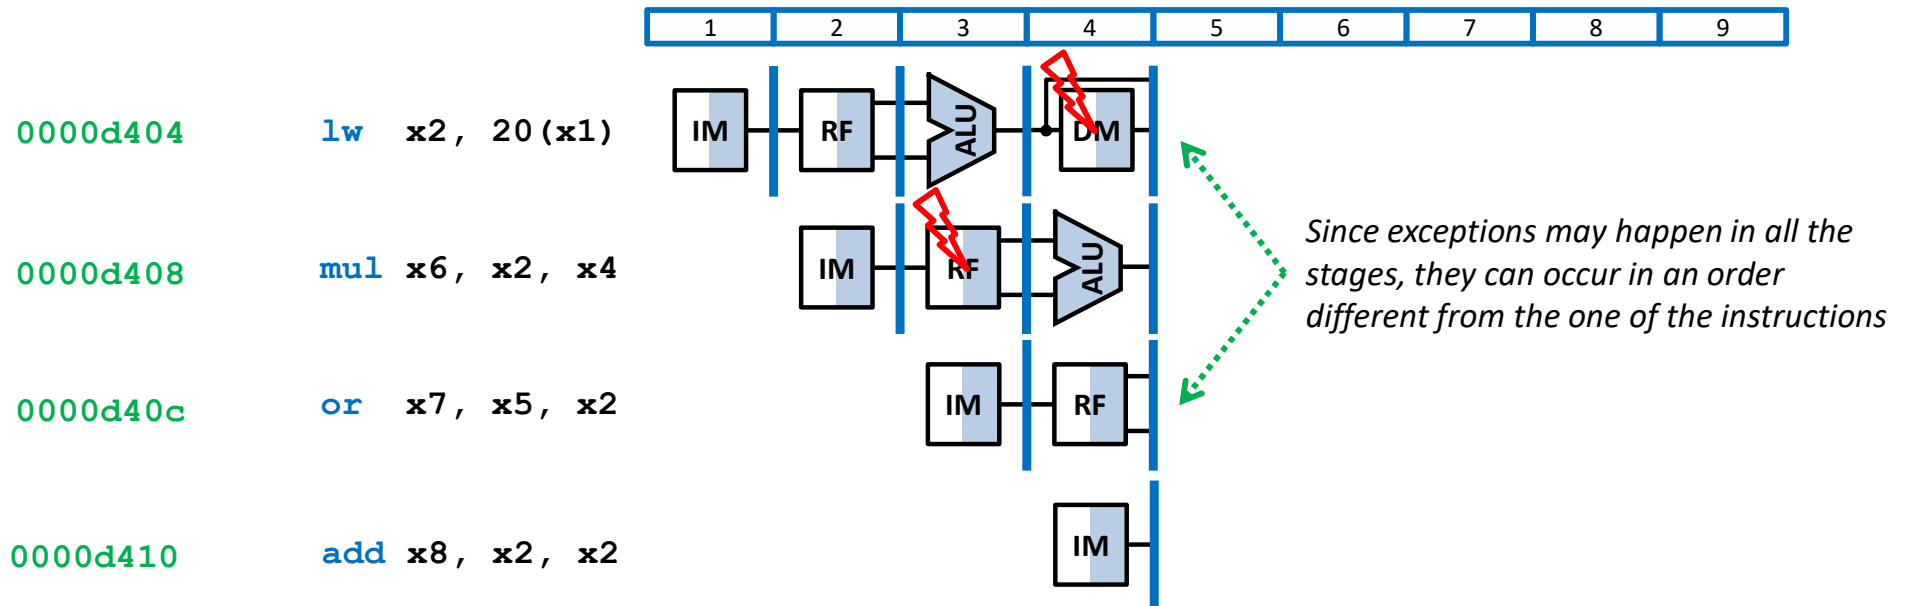 1 2 3 4 5 6 7 8 9
0000d404 lw x2, 20(x1) IM RF ALU DM
0000d408 mul x6, x2, x4 IM RF ALU
Since exceptions may happen in all the
stages, they can occur in an order
different from the one of the instructions
0000d40c or x7, x5, x2 IM RF
0000d410 add x8, x2, x2 IM